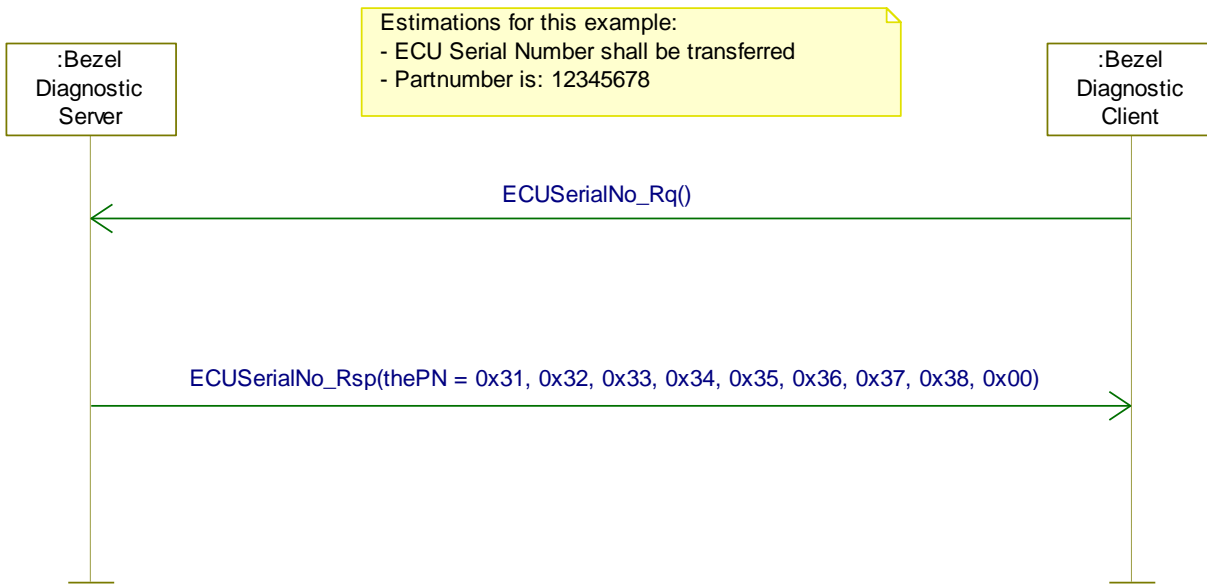 Estimations for this example:
- ECU Serial Number shall be transferred
- Partnumber is: 12345678
:Bezel
Diagnostic
Server
:Bezel
Diagnostic
Client
ECUSerialNo_Rq()
ECUSerialNo_Rsp(thePN = 0x31, 0x32, 0x33, 0x34, 0x35, 0x36, 0x37, 0x38, 0x00)